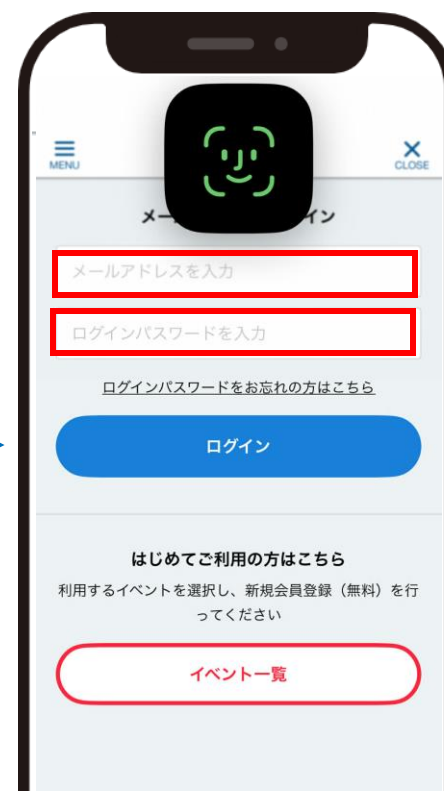 MENU
CLOSE
メー
イン
メールアドレスを入力
ログインパスワードを入力
ログインパスワードをお忘れの方はこちら
ログイン
はじめてご利用の方はこちら
利用するイベントを選択し、新規会員登録（無料）を行
ってください
イベント一覧